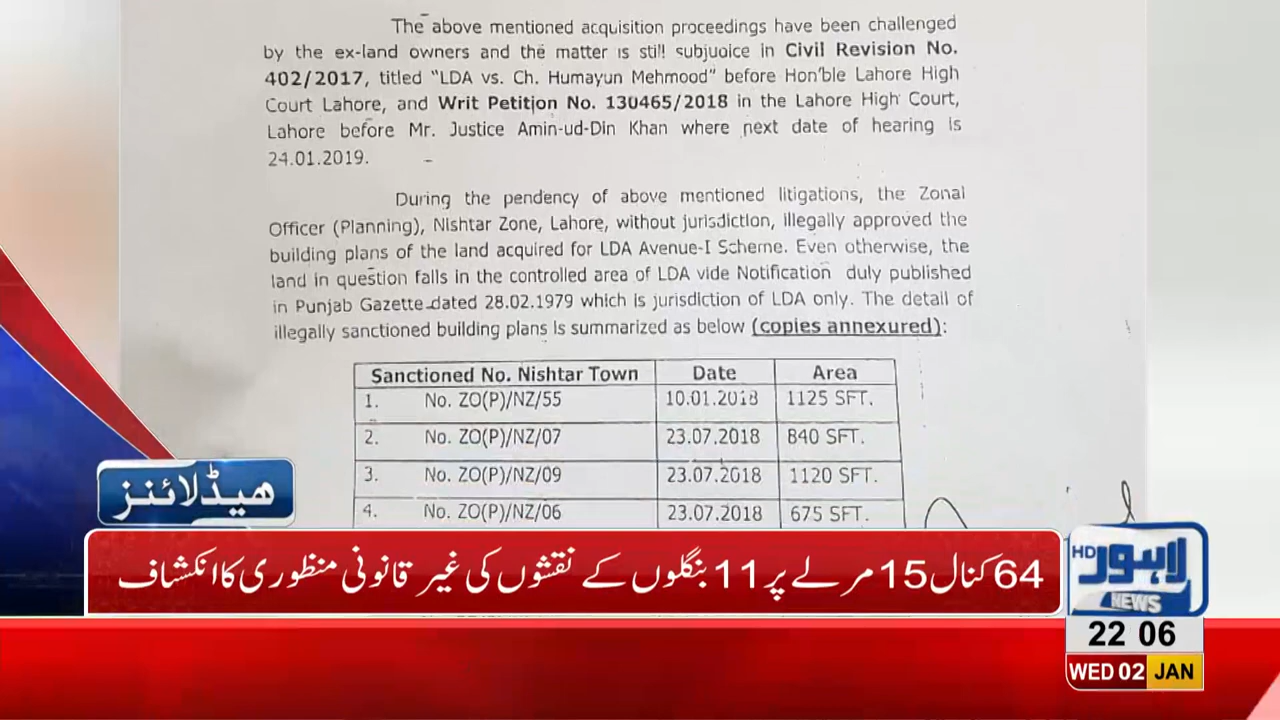 The above mentioned acquisition proceedings have been challenged
by the ex-land owners and the matter is still subjuoice in Civil Revision No.
402/2017, titled "LDA vs. Ch. Humayun Mehmood" before Hon'ble Lahore High
Court Lahore, and Writ Petition No. 130465/2018 in the Lahore High Court,
Lahore before Mr. Justice Amin-ud-Din Khan where next date of hearing is
24.01.2019.
During the pendency of above mentioned litigations, the Zonal
Officer (Planning), Nishtar Zone, Lahore, without jurisdiction, illegally approved the
building plans of the land acquired for LDA Avenue-I Scheme. Even otherwise, the
land in question falls in the controlled area of LDA vide Notification duly published
in Punjab Gazette dated 28.02.1979 which is jurisdiction of LDA only. The detail of
illegally sanctioned building plans is summarized as below (copies annexured):
Sanctioned No. Nishtar Town Date Area
1. No. ZO(P)/NZ/55 10.01.2018 1125 SFT.
2. No. ZO(P)/NZ/07 23.07.2018 840 SFT.
3. No. ZO(P)/NZ/09 23.07.2018 1120 SFT.
4. No. ZO(P)/NZ/06 23.07.2018 675 SFT.
ہیڈلائنز
64 کنال 15 مرلے پر 11 بنگلوں کے نقشوں کی غیر قانونی منظوری کا انکشاف
لاہور HD
NEWS
22 06
WED 02 JAN